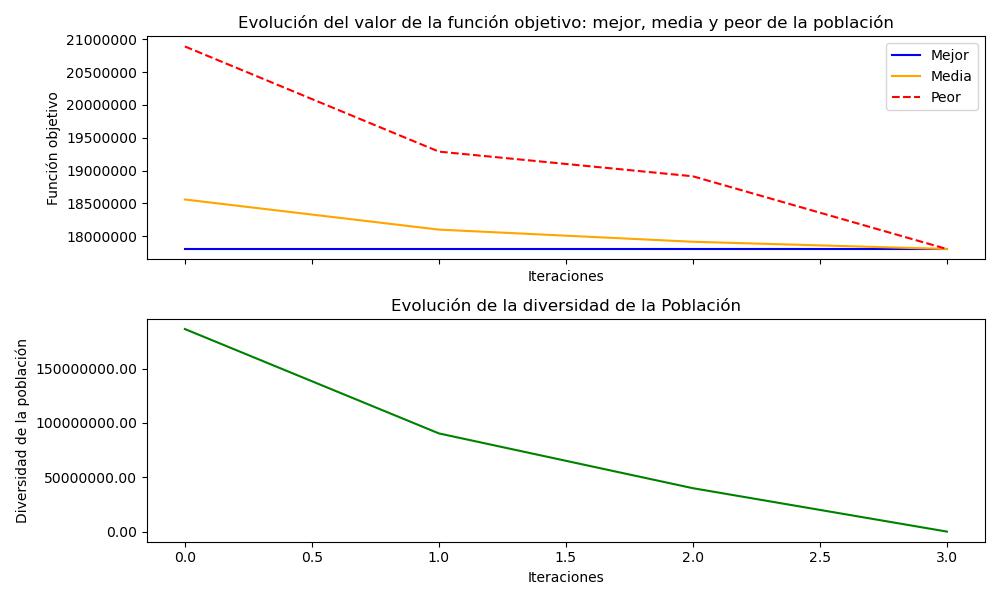 Evolución del valor de la función objetivo: mejor, media y peor de la población
Función objetivo
21000000
20500000
20000000
19500000
19000000
18500000
18000000
Mejor
Media
Peor
Iteraciones
Evolución de la diversidad de la Población
Diversidad de la población
150000000.00
100000000.00
50000000.00
0.00
0.0 0.5 1.0 1.5 2.0 2.5 3.0
Iteraciones